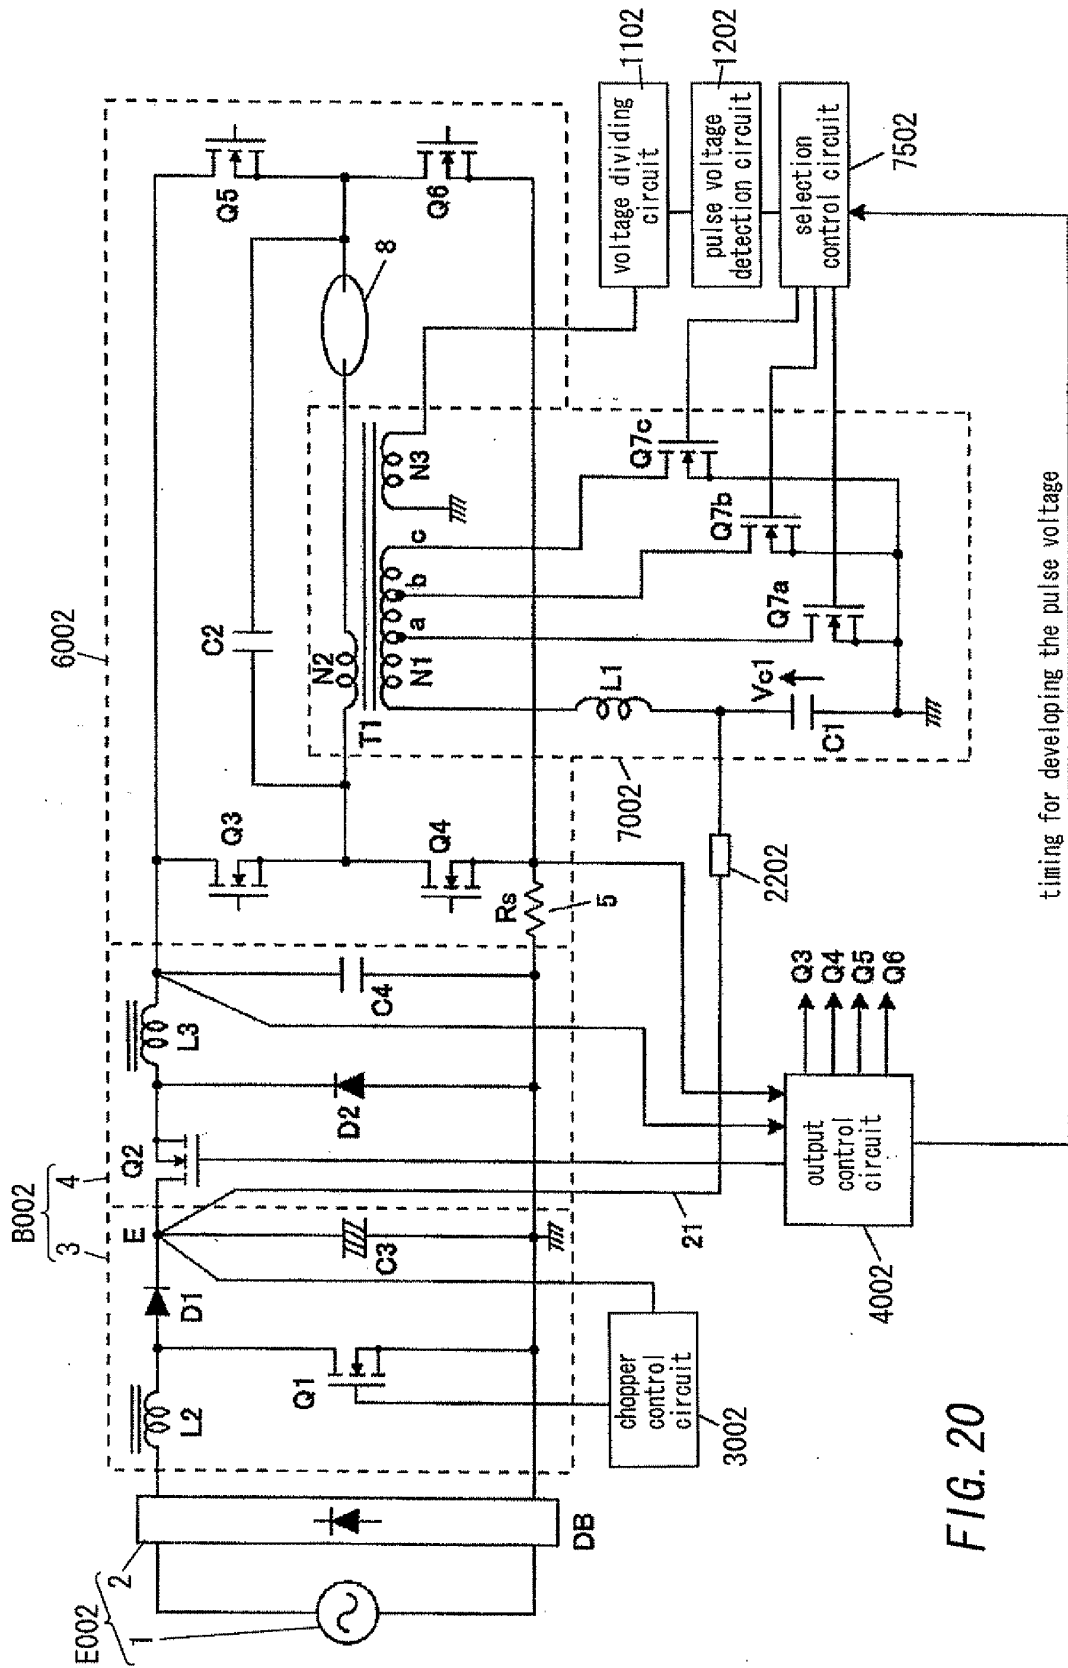 E002
1
2
DB
B002
3
4
L2
D1
Q1
E
C3
Q2
D2
L3
C4
Rs
5
Q3
Q4
6002
C2
T1
N2
N1
a
b
c
N3
8
Q5
Q6
L1
Vc1
C1
Q7a
Q7b
Q7c
7002
2202
21
chopper
control
circuit
3002
output
control
circuit
4002
Q3
Q4
Q5
Q6
voltage dividing
circuit
1102
pulse voltage
detection circuit
1202
selection
control circuit
7502
timing for developing the pulse voltage
FIG. 20